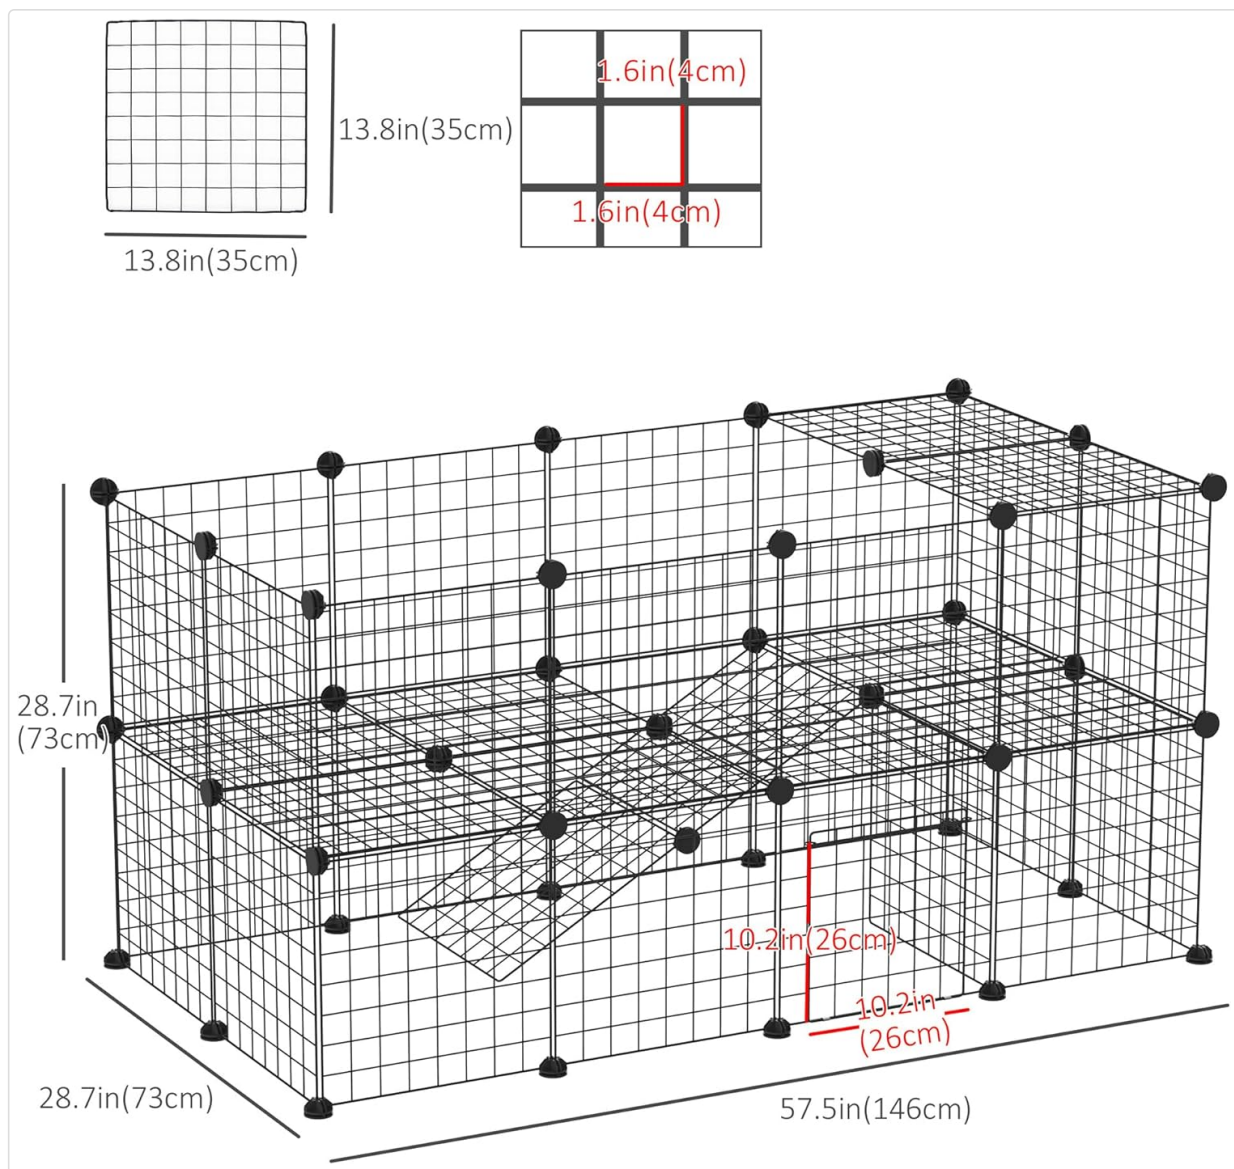 1.6in(4cm)
13.8in(35cm)
1.6in(4cm)
13.8in(35cm)
28.7in
(73cm)
10.2in(26cm)
10.2in
(26cm)
28.7in(73cm)
57.5in(146cm)